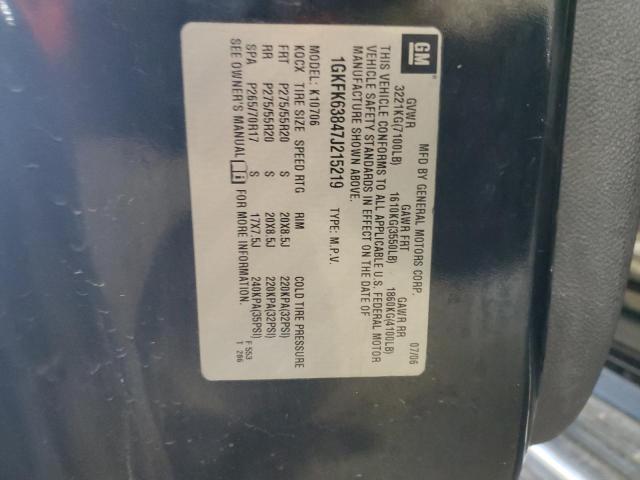 GM
MFD BY GENERAL MOTORS CORP. 07/06
GVWR GAWR FRT GAWR RR
3221KG(7100LB) 1610KG(3550LB) 1860KG(4100LB)
THIS VEHICLE CONFORMS TO ALL APPLICABLE U.S. FEDERAL MOTOR
VEHICLE SAFETY STANDARDS IN EFFECT ON THE DATE OF
MANUFACTURE SHOWN ABOVE.
1GKFK63847J215219 TYPE: M.P.V.
MODEL: K10706
KOCX TIRE SIZE SPEED RTG RIM COLD TIRE PRESSURE
FRT P275/55R20 S 20X8.5J 220KPA(32PSI)
RR P275/55R20 S 20X8.5J 220KPA(32PSI)
SPA P265/70R17 S 17X7.5J 240KPA(35PSI)
SEE OWNER'S MANUAL i FOR MORE INFORMATION.
F 553
T 286